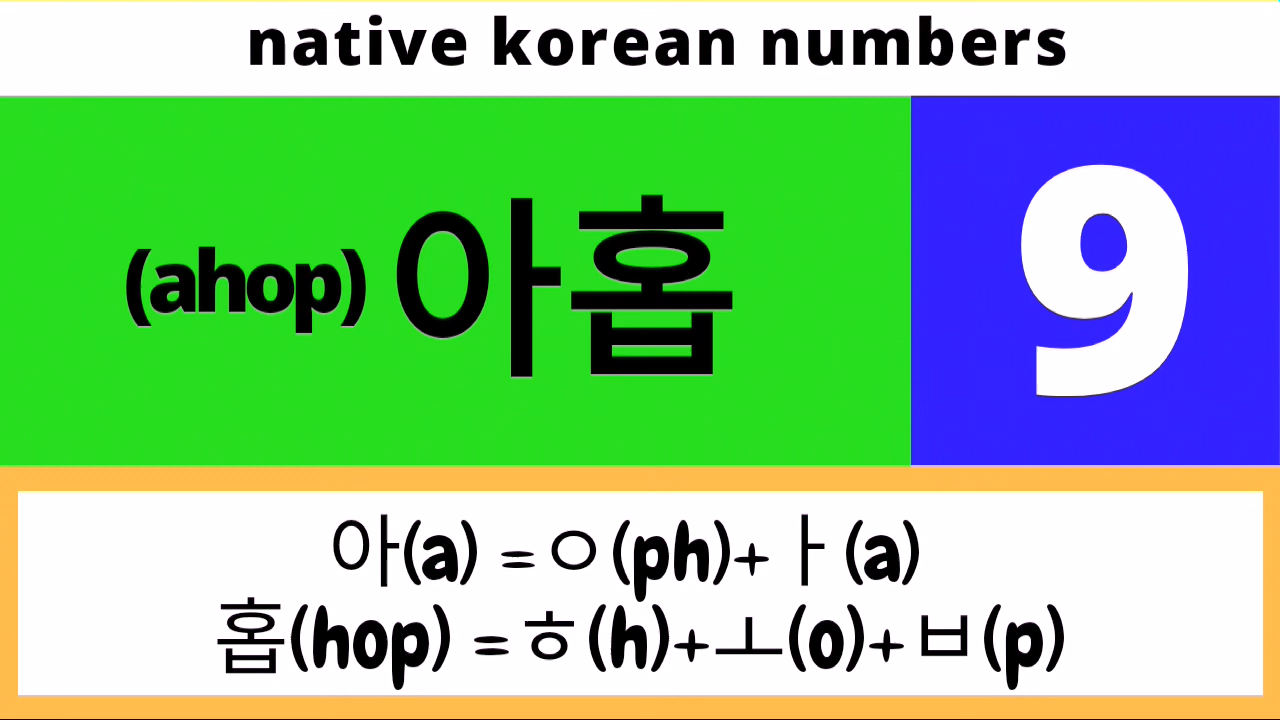 native korean numbers
(ahop) 아홉
9
아(a) =ㅇ(ph)+ㅏ(a)
홉(hop) =ㅎ(h)+ㅗ(o)+ㅂ(p)